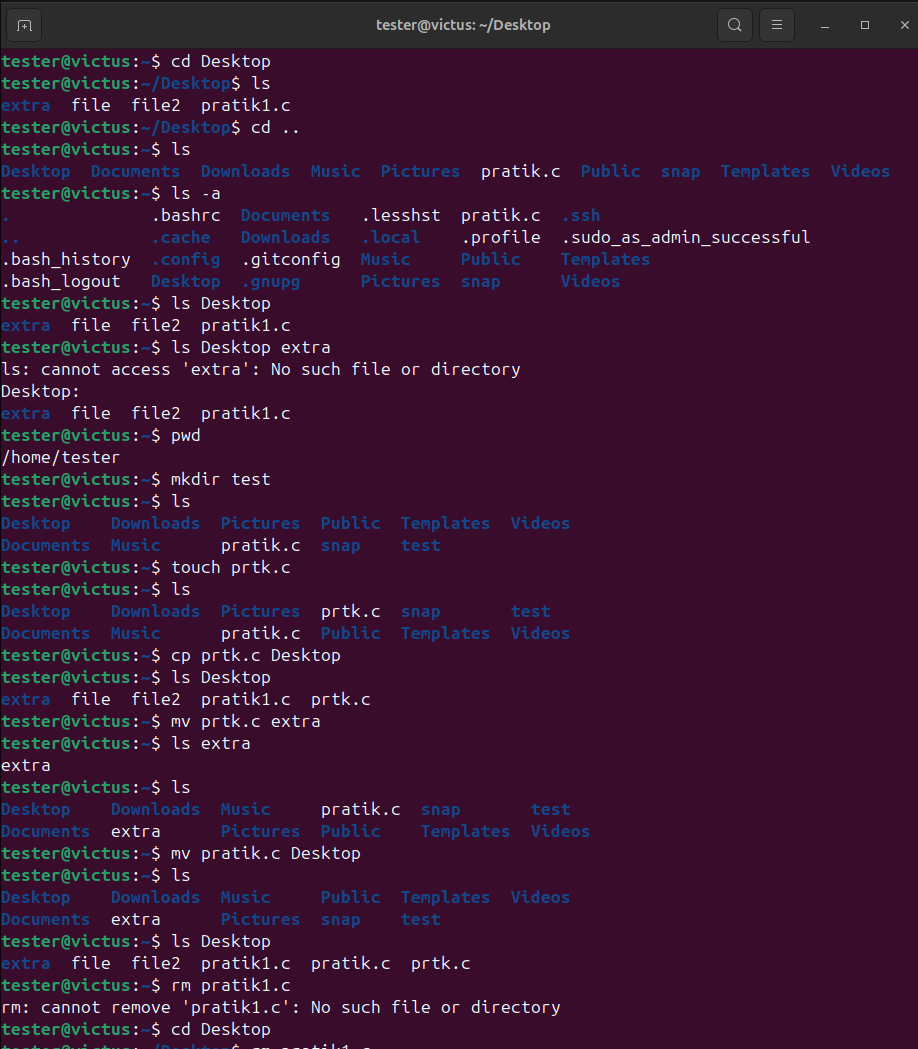 tester@victus: ~/Desktop
tester@victus:~$ cd Desktop
tester@victus:~/Desktop$ ls
extra  file  file2  pratik1.c
tester@victus:~/Desktop$ cd ..
tester@victus:~$ ls
Desktop  Documents  Downloads  Music  Pictures  pratik.c  Public  snap  Templates  Videos
tester@victus:~$ ls -a
.              .bashrc  Documents   .lesshst  pratik.c  .ssh
..             .cache   Downloads   .local    .profile  .sudo_as_admin_successful
.bash_history  .config  .gitconfig  Music     Public    Templates
.bash_logout   Desktop  .gnupg      Pictures  snap      Videos
tester@victus:~$ ls Desktop
extra  file  file2  pratik1.c
tester@victus:~$ ls Desktop extra
ls: cannot access 'extra': No such file or directory
Desktop:
extra  file  file2  pratik1.c
tester@victus:~$ pwd
/home/tester
tester@victus:~$ mkdir test
tester@victus:~$ ls
Desktop    Downloads  Pictures  Public  Templates  Videos
Documents  Music      pratik.c  snap    test
tester@victus:~$ touch prtk.c
tester@victus:~$ ls
Desktop    Downloads  Pictures  prtk.c  snap       test
Documents  Music      pratik.c  Public  Templates  Videos
tester@victus:~$ cp prtk.c Desktop
tester@victus:~$ ls Desktop
extra  file  file2  pratik1.c  prtk.c
tester@victus:~$ mv prtk.c extra
tester@victus:~$ ls extra
extra
tester@victus:~$ ls
Desktop    Downloads  Music     pratik.c  snap       test
Documents  extra      Pictures  Public    Templates  Videos
tester@victus:~$ mv pratik.c Desktop
tester@victus:~$ ls
Desktop    Downloads  Music     Public  Templates  Videos
Documents  extra      Pictures  snap    test
tester@victus:~$ ls Desktop
extra  file  file2  pratik1.c  pratik.c  prtk.c
tester@victus:~$ rm pratik1.c
rm: cannot remove 'pratik1.c': No such file or directory
tester@victus:~$ cd Desktop
tester@victus:~/Desktop$ rm pratik1.c